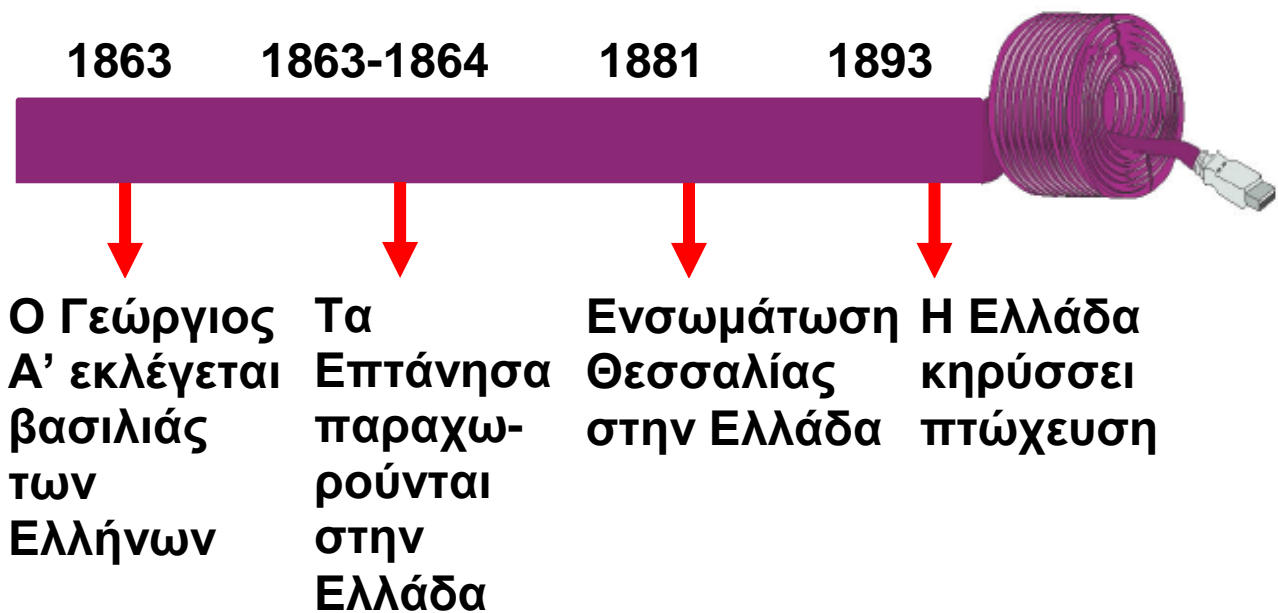 1863 1863-1864 1881 1893
Ο Γεώργιος
Α’ εκλέγεται
βασιλιάς
των
Ελλήνων
Τα
Επτάνησα
παραχω-
ρούνται
στην
Ελλάδα
Ενσωμάτωση
Θεσσαλίας
στην Ελλάδα
Η Ελλάδα
κηρύσσει
πτώχευση